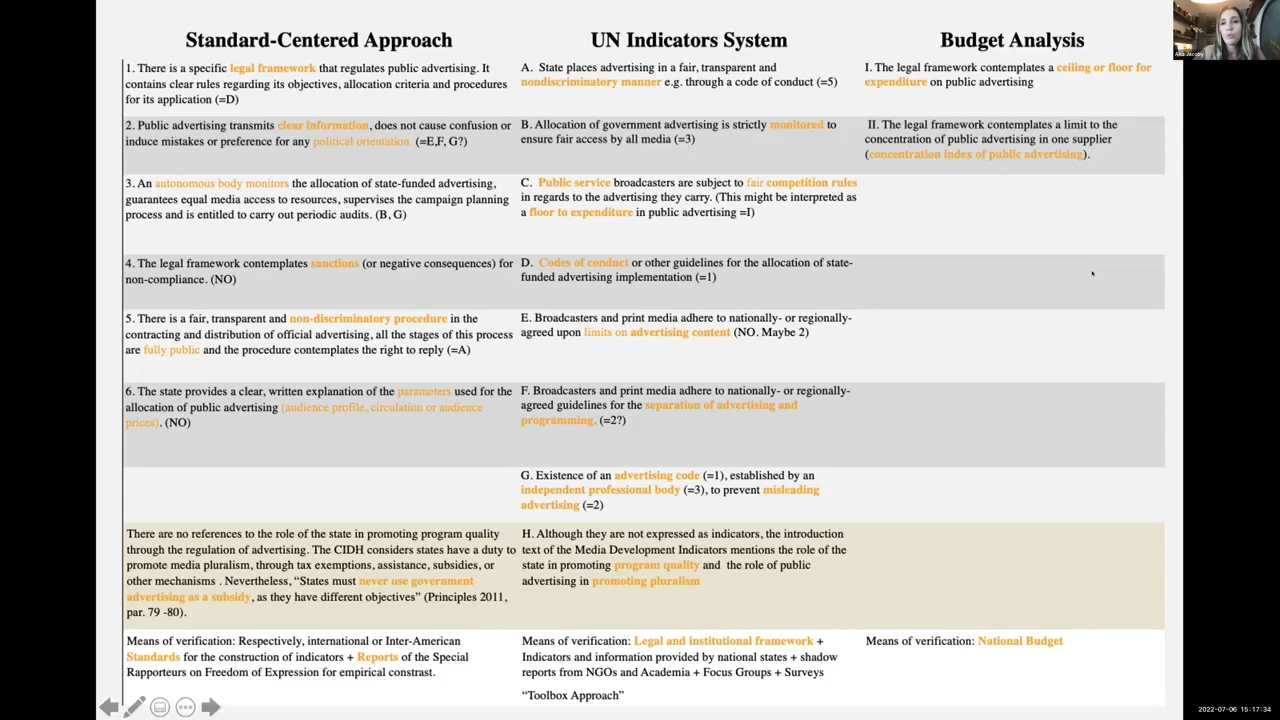 Standard-Centered Approach
1. There is a specific legal framework that regulates public advertising. It
contains clear rules regarding its objectives, allocation criteria and procedures
for its application (=D)
2. Public advertising transmits clear information, does not cause confusion or
induce mistakes or preference for any political orientation (=E,F, G?)
3. An autonomous body monitors the allocation of state-funded advertising,
guarantees equal media access to resources, supervises the campaign planning
process and is entitled to carry out periodic audits. (B, G)
4. The legal framework contemplates sanctions (or negative consequences) for
non-compliance. (NO)
5. There is a fair, transparent and non-discriminatory procedure in the
contracting and distribution of official advertising, all the stages of this process
are fully public and the procedure contemplates the right to reply (=A)
6. The state provides a clear, written explanation of the parameters used for the
allocation of public advertising (audience profile, circulation or audience
prices). (NO)
There are no references to the role of the state in promoting program quality
through the regulation of advertising. The CIDH considers states have a duty to
promote media pluralism, through tax exemptions, assistance, subsidies, or
other mechanisms . Nevertheless, “States must never use government
advertising as a subsidy, as they have different objectives” (Principles 2011,
par. 79 -80).
Means of verification: Respectively, international or Inter-American
Standards for the construction of indicators + Reports of the Special
Rapporteurs on Freedom of Expression for empirical constrast.
UN Indicators System
A. State places advertising in a fair, transparent and
nondiscriminatory manner e.g. through a code of conduct (=5)
B. Allocation of government advertising is strictly monitored to
ensure fair access by all media (=3)
C. Public service broadcasters are subject to fair competition rules
in regards to the advertising they carry. (This might be interpreted as
a floor to expenditure in public advertising =I)
D. Codes of conduct or other guidelines for the allocation of state-
funded advertising implementation (=1)
E. Broadcasters and print media adhere to nationally- or regionally-
agreed upon limits on advertising content (NO. Maybe 2)
F. Broadcasters and print media adhere to nationally- or regionally-
agreed guidelines for the separation of advertising and
programming, (=2?)
G. Existence of an advertising code (=1), established by an
independent professional body (=3), to prevent misleading
advertising (=2)
H. Although they are not expressed as indicators, the introduction
text of the Media Development Indicators mentions the role of the
state in promoting program quality and the role of public
advertising in promoting pluralism
Means of verification: Legal and institutional framework +
Indicators and information provided by national states + shadow
reports from NGOs and Academia + Focus Groups + Surveys
“Toolbox Approach”
Budget Analysis
I. The legal framework contemplates a ceiling or floor for
expenditure on public advertising
II. The legal framework contemplates a limit to the
concentration of public advertising in one supplier
(concentration index of public advertising).
Means of verification: National Budget
2022-07-06 15:17:34